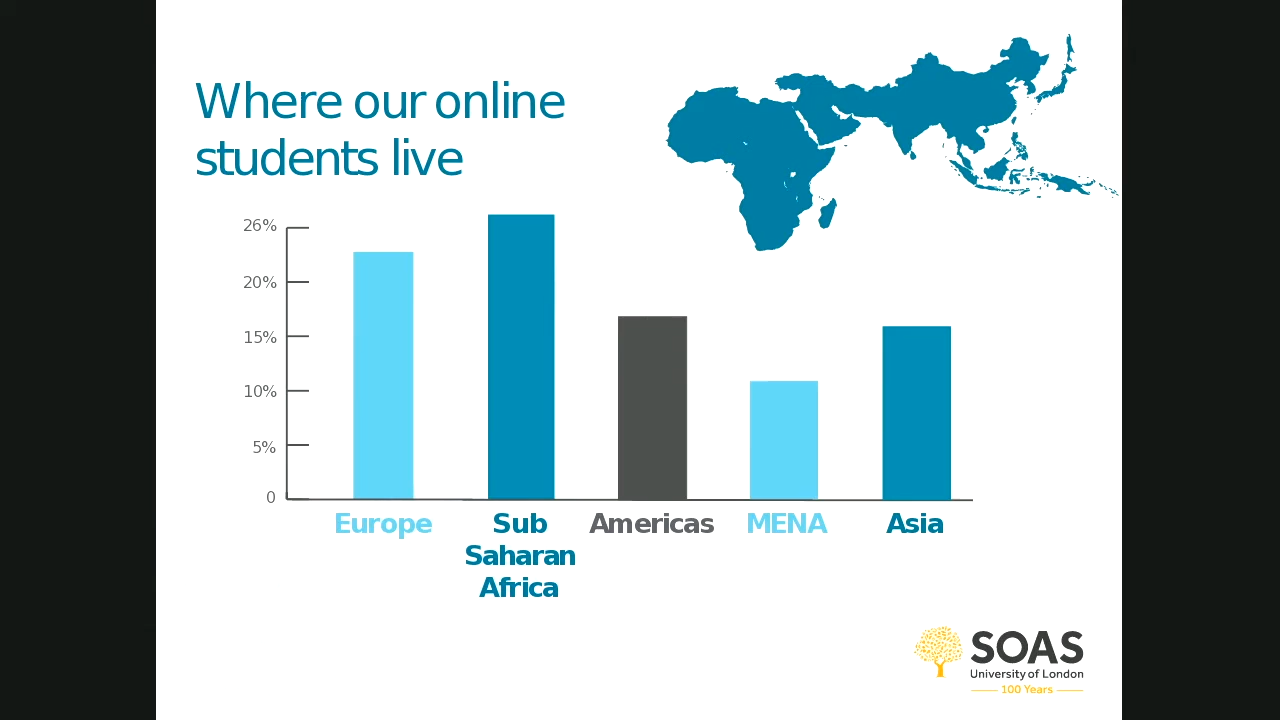 Where our online
students live
26%
20%
15%
10%
5%
0
Europe
Sub
Saharan
Africa
Americas
MENA
Asia
SOAS
University of London
100 Years